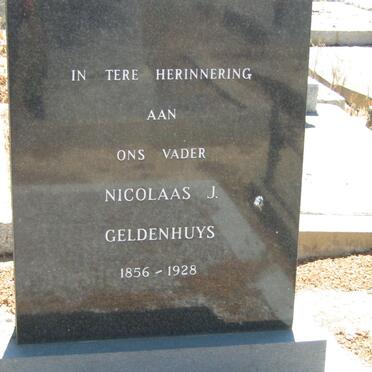 IN TERE HERINNERING
AAN
ONS VADER
NICOLAAS J.
GELDENHUYS
1856 - 1928